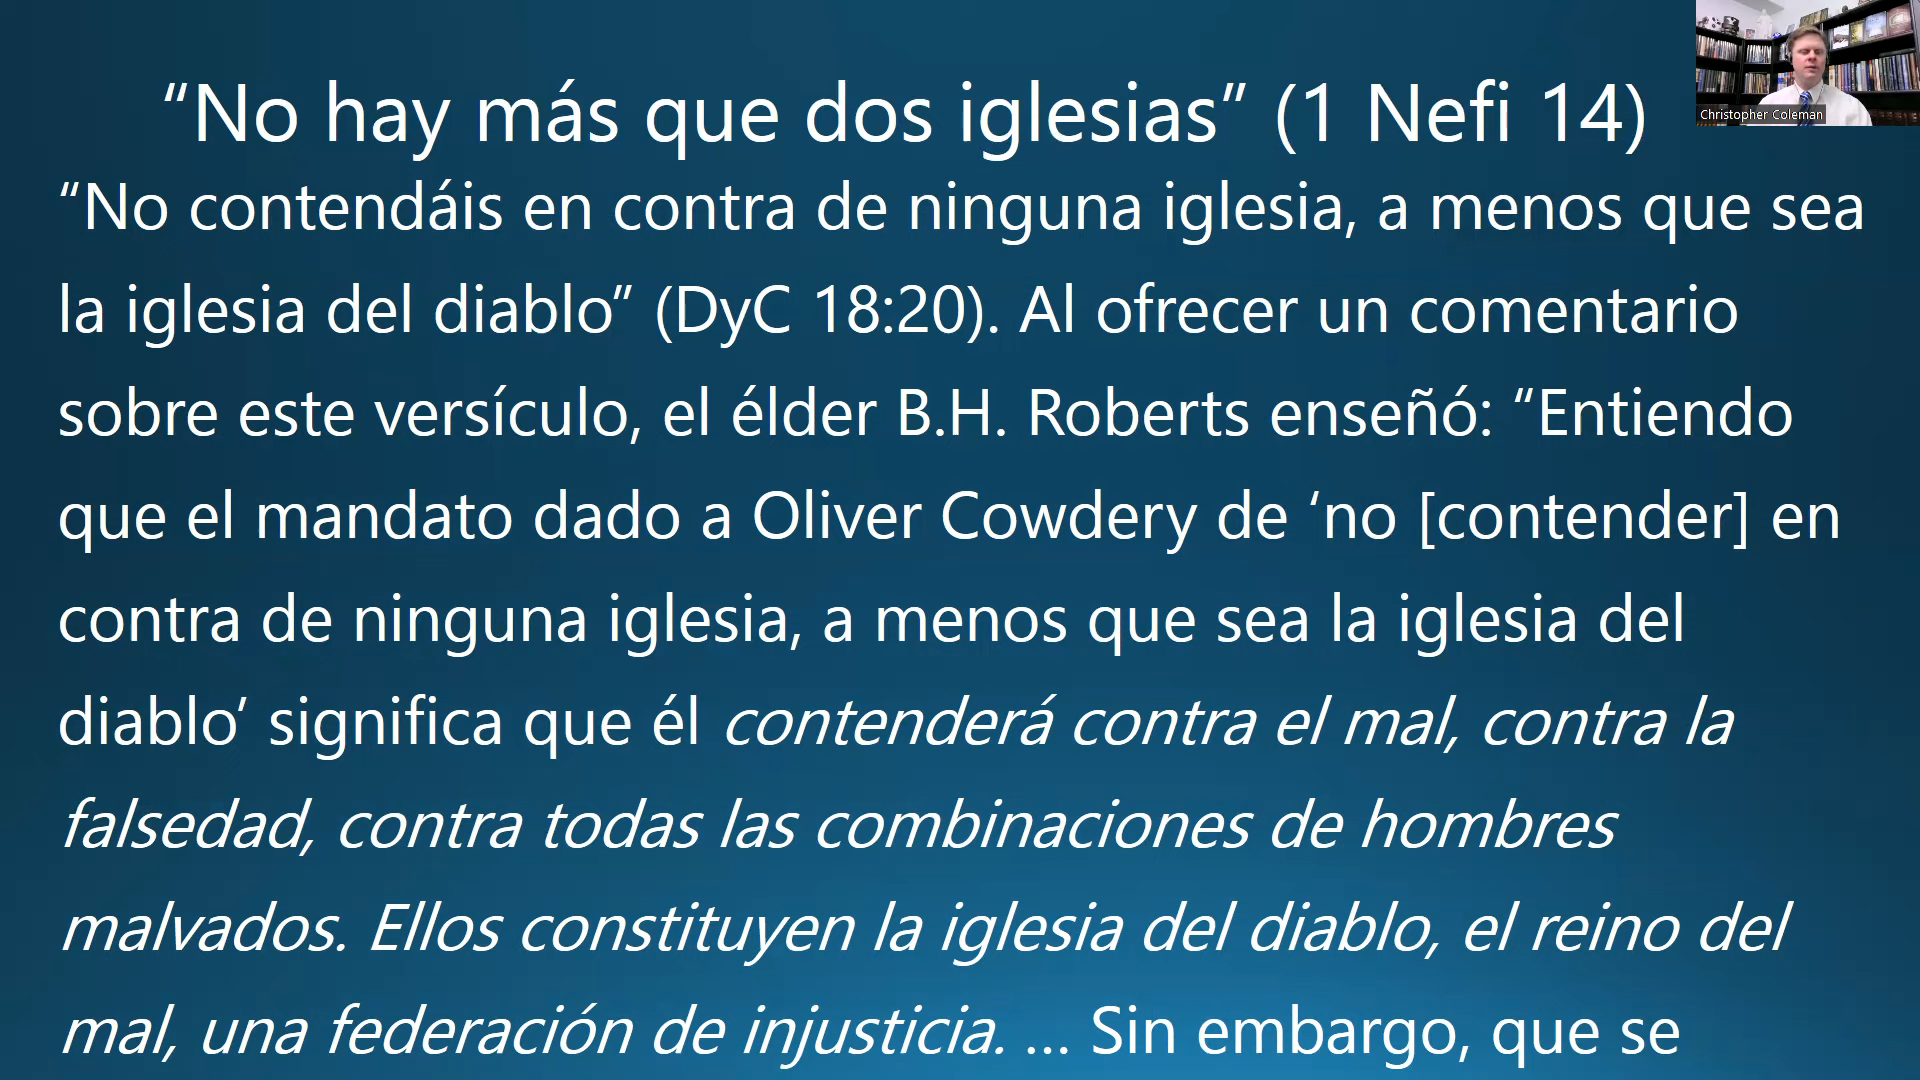 “No hay más que dos iglesias” (1 Nefi 14)
Christopher Coleman
“No contendáis en contra de ninguna iglesia, a menos que sea
la iglesia del diablo” (DyC 18:20). Al ofrecer un comentario
sobre este versículo, el élder B.H. Roberts enseñó: “Entiendo
que el mandato dado a Oliver Cowdery de ‘no [contender] en
contra de ninguna iglesia, a menos que sea la iglesia del
diablo’ significa que él contenderá contra el mal, contra la
falsedad, contra todas las combinaciones de hombres
malvados. Ellos constituyen la iglesia del diablo, el reino del
mal, una federación de injusticia. ... Sin embargo, que se